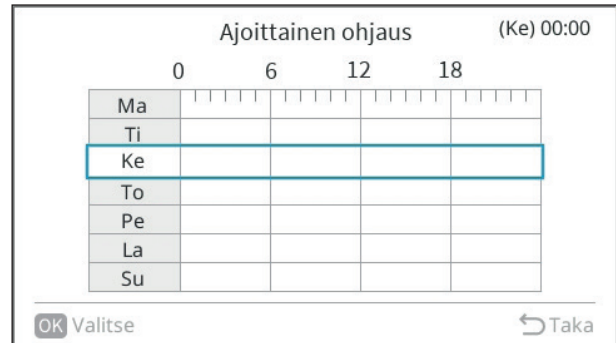 Ajoittainen ohjaus (Ke) 00:00
0 6 12 18
Ma
Ti
Ke
To
Pe
La
Su
OK Valitse Taka